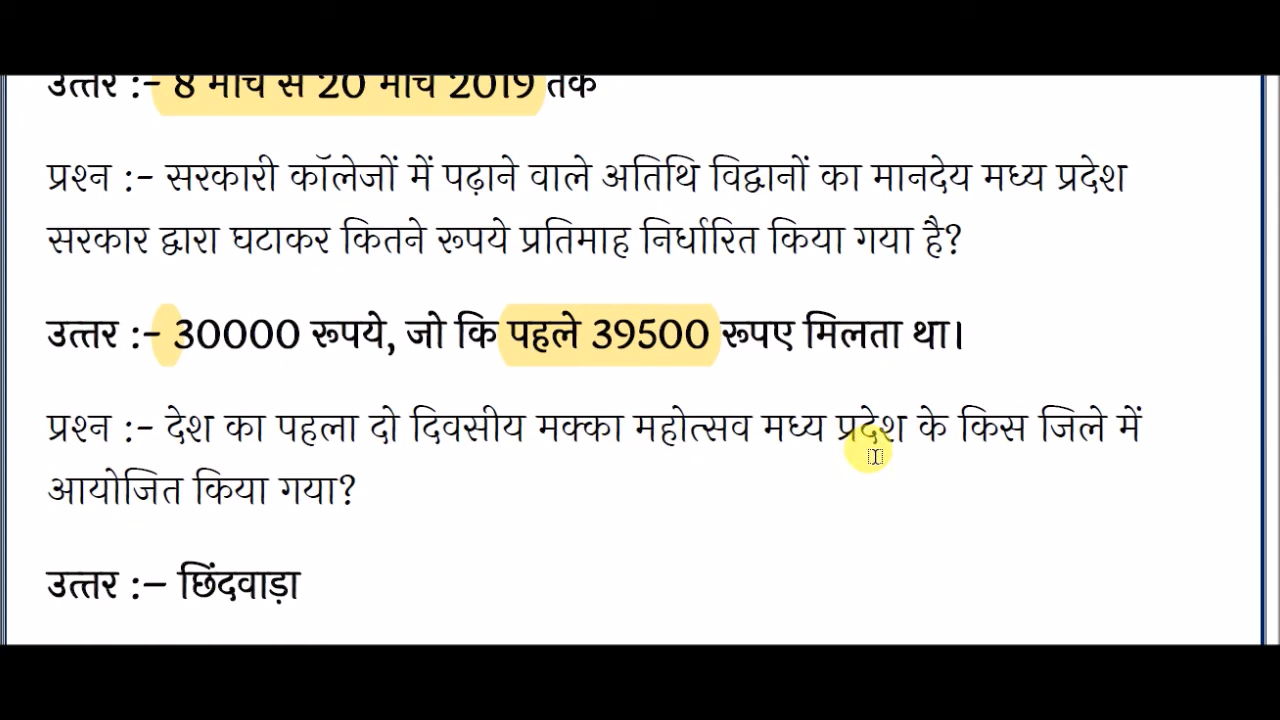 उत्तर :- 8 मार्च से 20 मार्च 2019 तक
प्रश्न :- सरकारी कॉलेजों में पढ़ाने वाले अतिथि विद्वानों का मानदेय मध्य प्रदेश
सरकार द्वारा घटाकर कितने रूपये प्रतिमाह निर्धारित किया गया है?
उत्तर :- 30000 रूपये, जो कि पहले 39500 रूपए मिलता था।
प्रश्न :- देश का पहला दो दिवसीय मक्का महोत्सव मध्य प्रदेश के किस जिले में
आयोजित किया गया?
उत्तर :– छिंदवाड़ा